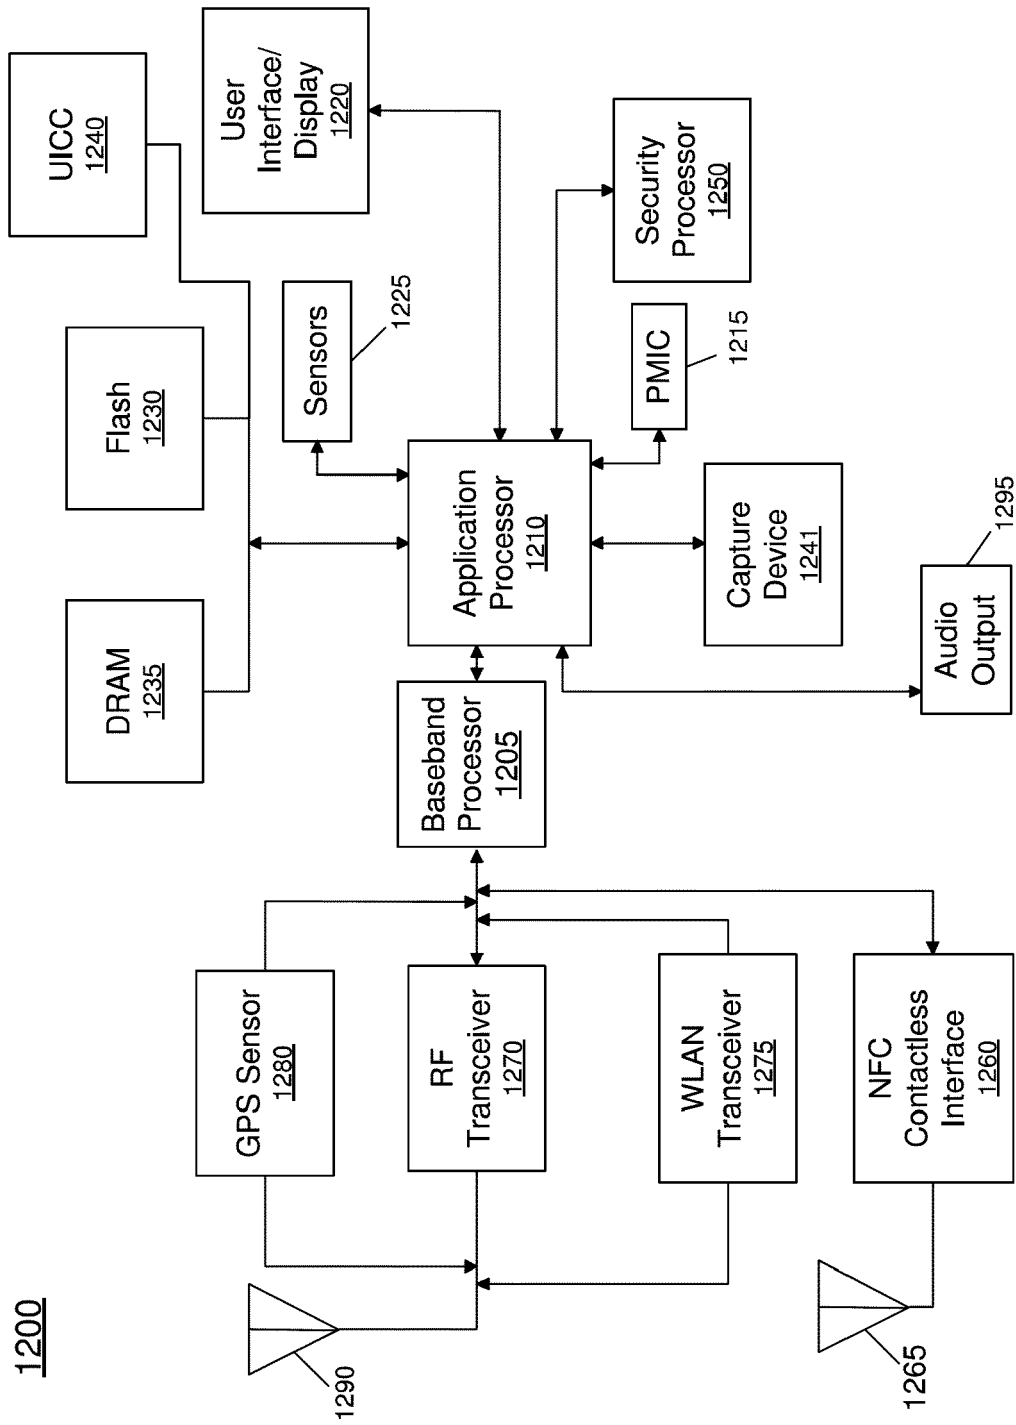 1200
UICC
1240
Flash
1230
DRAM
1235
User
Interface/
Display
1220
Sensors
1225
Security
Processor
1250
PMIC
1215
Application
Processor
1210
Capture
Device
1241
Audio
Output
1295
Baseband
Processor
1205
GPS Sensor
1280
RF
Transceiver
1270
WLAN
Transceiver
1275
NFC
Contactless
Interface
1260
1290
1265